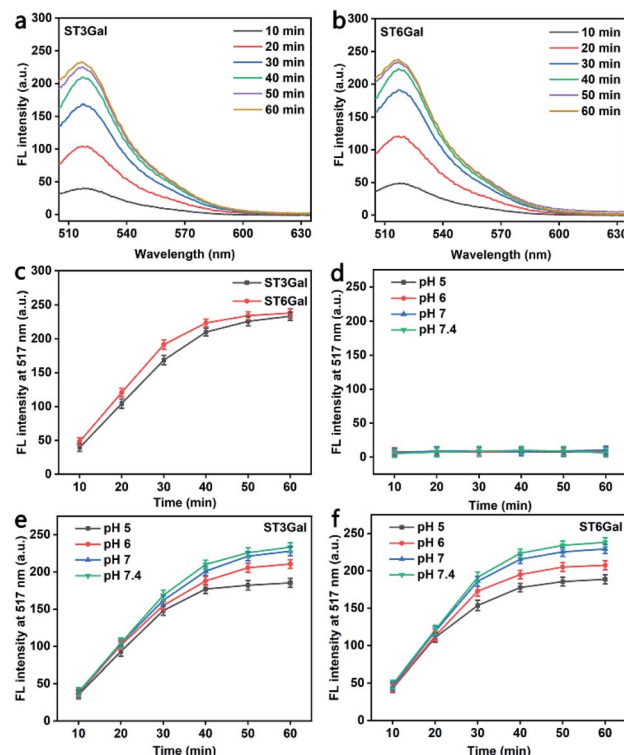 a
ST3Gal
10 min
20 min
30 min
40 min
50 min
60 min
FL intensity (a.u.)
300
250
200
150
100
50
0
510 540 570 600 630
Wavelength (nm)
b
ST6Gal
10 min
20 min
30 min
40 min
50 min
60 min
FL intensity (a.u.)
300
250
200
150
100
50
0
510 540 570 600 630
Wavelength (nm)
c
ST3Gal
ST6Gal
FL intensity at 517 nm (a.u.)
300
250
200
150
100
50
0
10 20 30 40 50 60
Time (min)
d
pH 5
pH 6
pH 7
pH 7.4
FL intensity at 517 nm (a.u.)
250
200
150
100
50
0
10 20 30 40 50 60
Time (min)
e
ST3Gal
pH 5
pH 6
pH 7
pH 7.4
FL intensity at 517 nm (a.u.)
250
200
150
100
50
0
10 20 30 40 50 60
Time (min)
f
ST6Gal
pH 5
pH 6
pH 7
pH 7.4
FL intensity at 517 nm (a.u.)
250
200
150
100
50
0
10 20 30 40 50 60
Time (min)